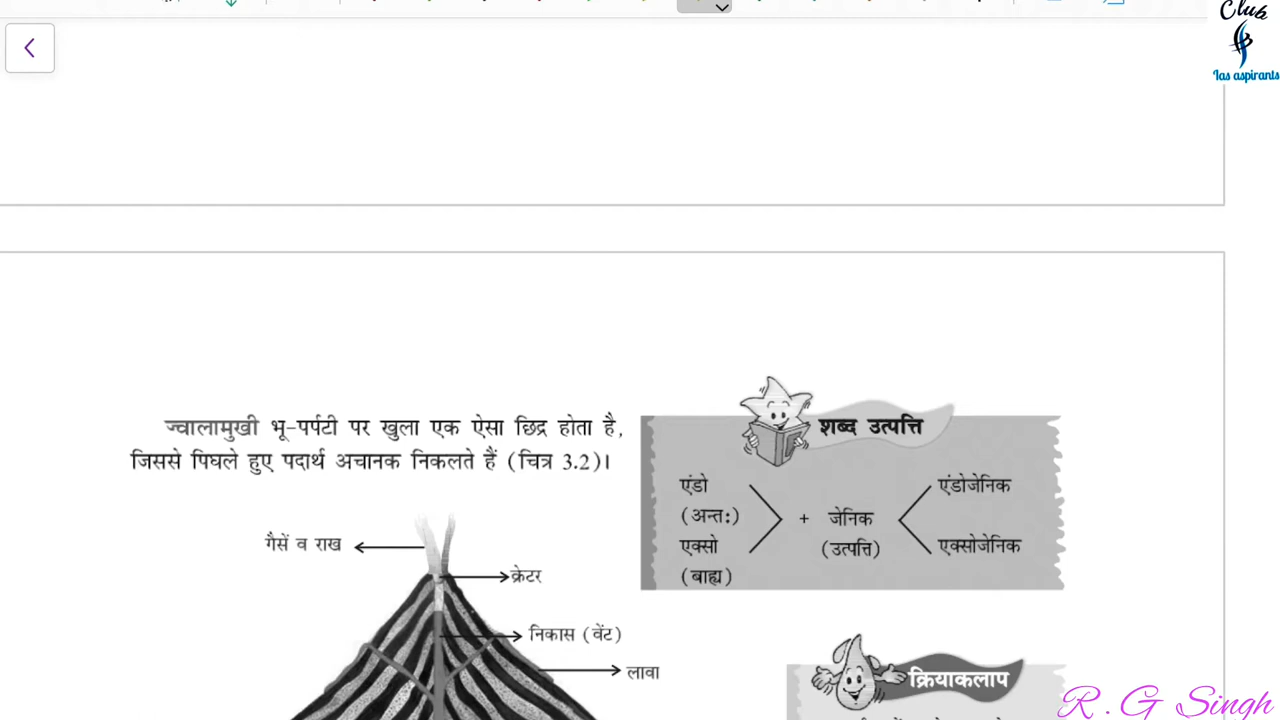 Club
Ias aspirants
ज्वालामुखी भू-पर्पटी पर खुला एक ऐसा छिद्र होता है,
जिससे पिघले हुए पदार्थ अचानक निकलते हैं (चित्र 3.2)।
गैसें व राख
क्रेटर
निकास (वेंट)
लावा
शब्द उत्पत्ति
एंडो
(अन्तः)
एक्सो
(बाह्य)
+ जेनिक
(उत्पत्ति)
एंडोजेनिक
एक्सोजेनिक
क्रियाकलाप
R . G Singh